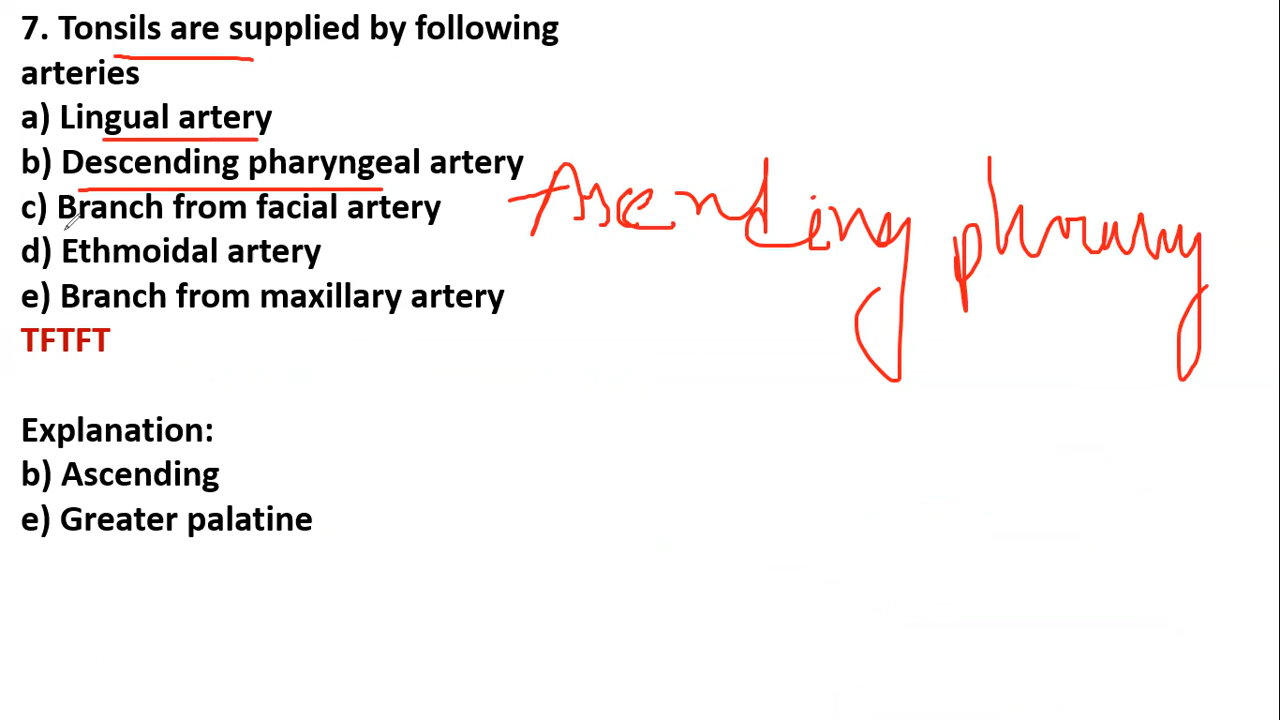 7. Tonsils are supplied by following
arteries
a) Lingual artery
b) Descending pharyngeal artery
c) Branch from facial artery
d) Ethmoidal artery
e) Branch from maxillary artery
TFTFT
Ascending
Explanation:
b) Ascending
e) Greater palatine